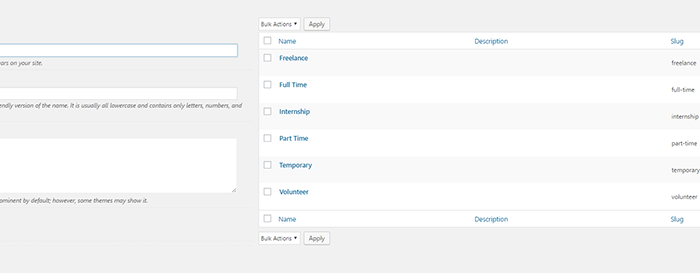 Bulk Actions Apply
Name Description Slug
ears on your site.
Freelance freelance
Full Time full-time
endly version of the name. It is usually all lowercase and contains only letters, numbers, and
Internship internship
Part Time part-time
Temporary temporary
Volunteer volunteer
ominent by default; however, some themes may show it.
Name Description Slug
Bulk Actions Apply